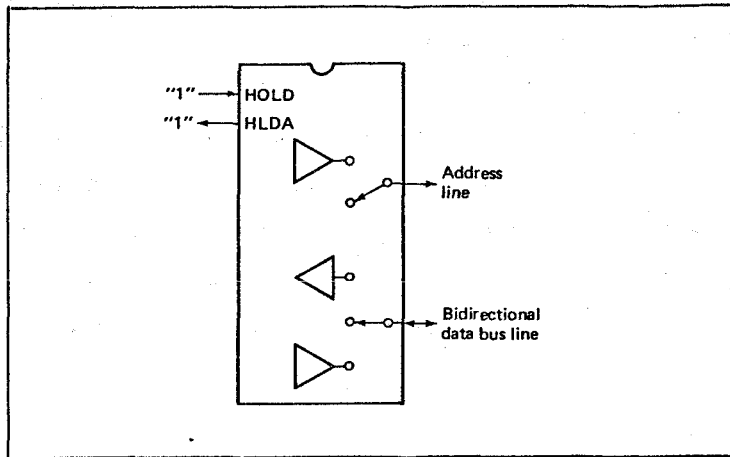 "1" HOLD
"1" HLDA
Address
line
Bidirectional
data bus line